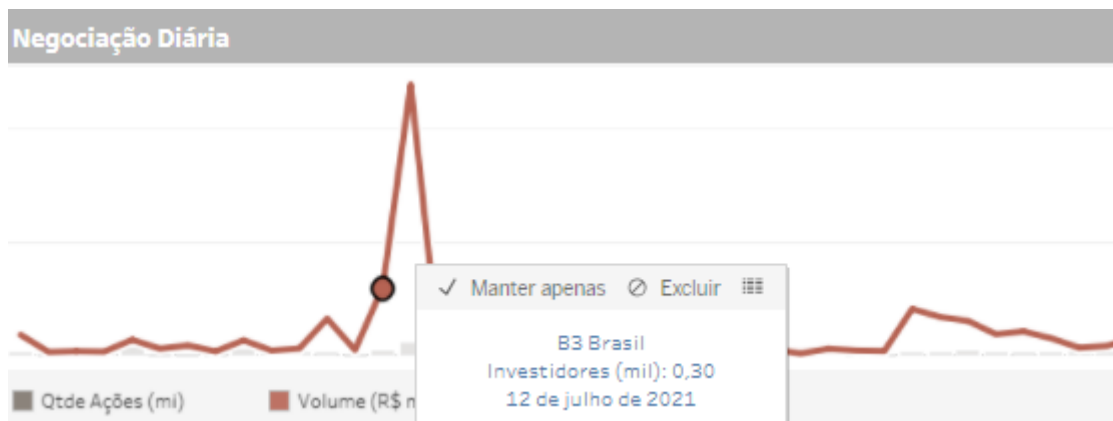 Negociação Diária
Manter apenas Excluir
B3 Brasil
Investidores (mil): 0,30
12 de julho de 2021
Qtde Ações (mi) Volume (R$